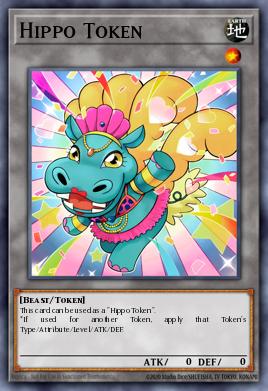 Hippo Token
EARTH
地
[Beast/Token]
This card can be used as a "Hippo Token".
*If used for another Token, apply that Token's
Type/Attribute/Level/ATK/DEF.
ATK/ 0 DEF/ 0
©2020 Studio Dice/SHUEISHA, TV TOKYO, KONAMI